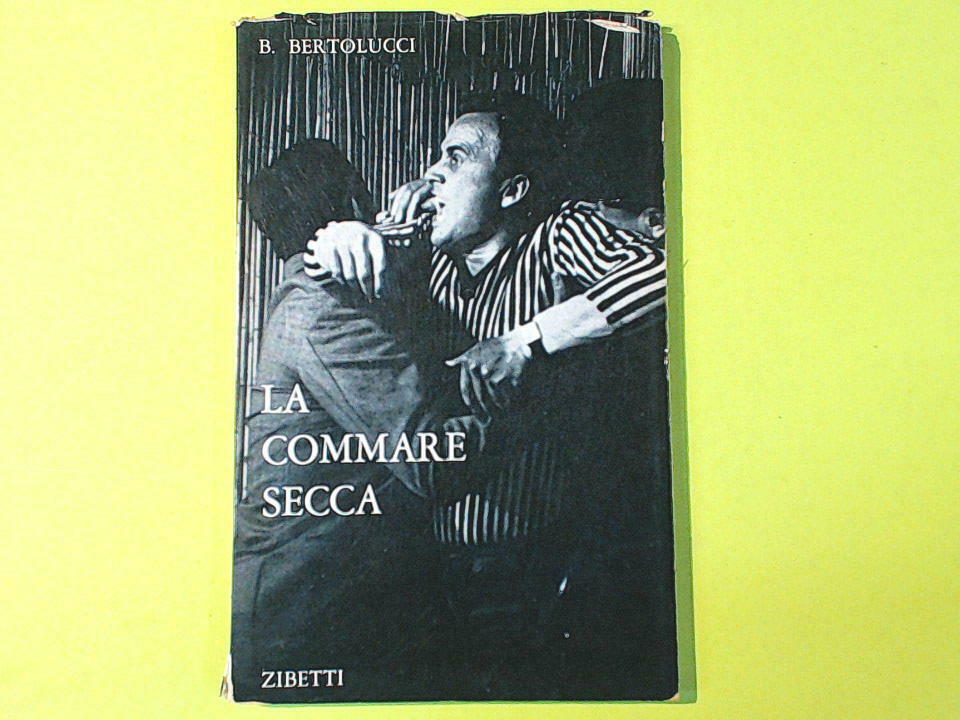 B. BERTOLUCCI
LA
COMMARE
SECCA
ZIBETTI